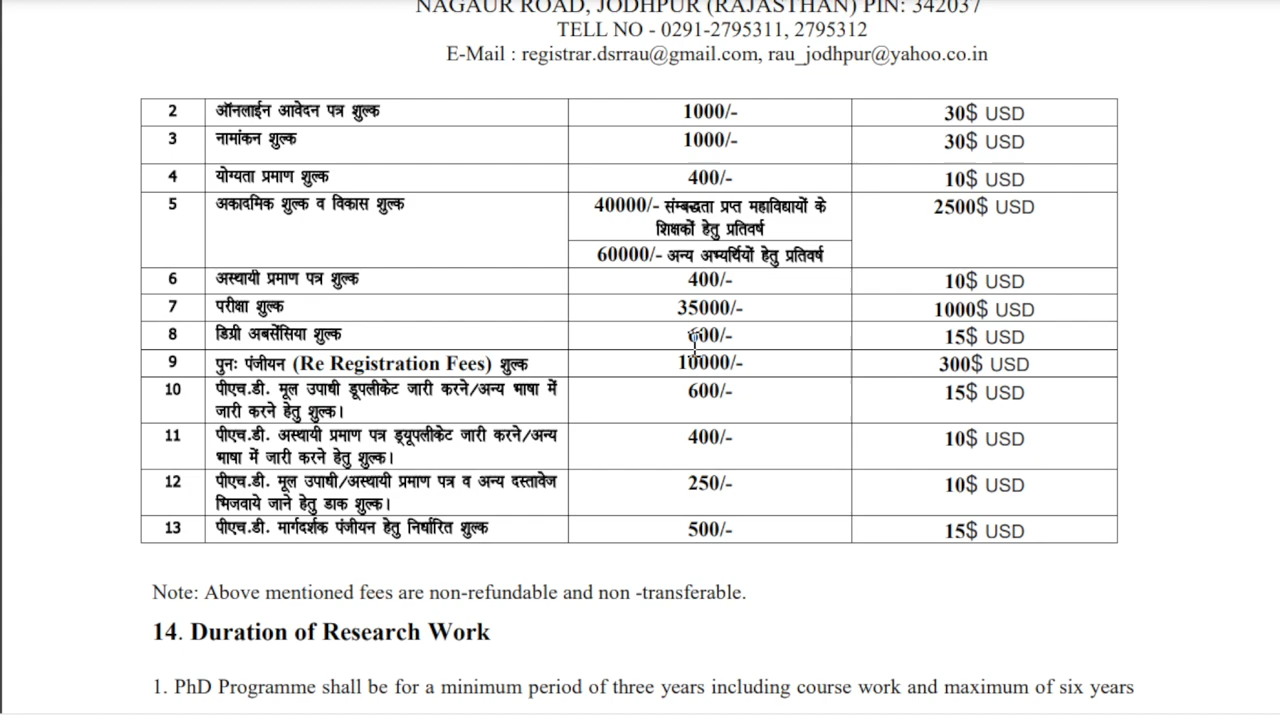 NAGAUR ROAD, JODHPUR (RAJASTHAN) PIN: 342037
TELL NO - 0291-2795311, 2795312
E-Mail : registrar.dsrrau@gmail.com, rau_jodhpur@yahoo.co.in
2 ऑनलाईन आवेदन पत्र शुल्क 1000/- 30$ USD
3 नामांकन शुल्क 1000/- 30$ USD
4 योग्यता प्रमाण शुल्क 400/- 10$ USD
5 अकादमिक शुल्क व विकास शुल्क 40000/- संम्बद्धता प्राप्त महाविद्यायों के 2500$ USD
शिक्षकों हेतु प्रतिवर्ष
60000/- अन्य अभ्यर्थियों हेतु प्रतिवर्ष
6 अस्थायी प्रमाण पत्र शुल्क 400/- 10$ USD
7 परीक्षा शुल्क 35000/- 1000$ USD
8 डिग्री अबसेंसिया शुल्क 600/- 15$ USD
9 पुनः पंजीयन (Re Registration Fees) शुल्क 10000/- 300$ USD
10 पीएच.डी. मूल उपाधी डूपलीकेट जारी करने/अन्य भाषा में 600/- 15$ USD
जारी करने हेतु शुल्क।
11 पीएच.डी. अस्थायी प्रमाण पत्र ड्यूपलीकेट जारी करने/अन्य 400/- 10$ USD
भाषा में जारी करने हेतु शुल्क।
12 पीएच.डी. मूल उपाधी/अस्थायी प्रमाण पत्र व अन्य दस्तावेज 250/- 10$ USD
भिजवाये जाने हेतु डाक शुल्क।
13 पीएच.डी. मार्गदर्शक पंजीयन हेतु निर्धारित शुल्क 500/- 15$ USD
Note: Above mentioned fees are non-refundable and non -transferable.
14. Duration of Research Work
1. PhD Programme shall be for a minimum period of three years including course work and maximum of six years